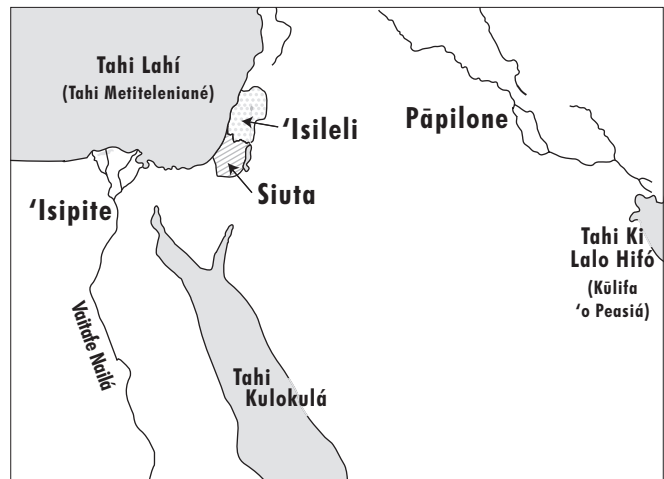 Tahi Lahí
(Tahi Metiteleniané)
‘Isileli
Pāpilone
Siuta
‘Isipite
Tahi Ki
Lalo Hifó
(Kūlifa
‘o Peasiá)
Vaitafe Nailá
Tahi
Kulokulá